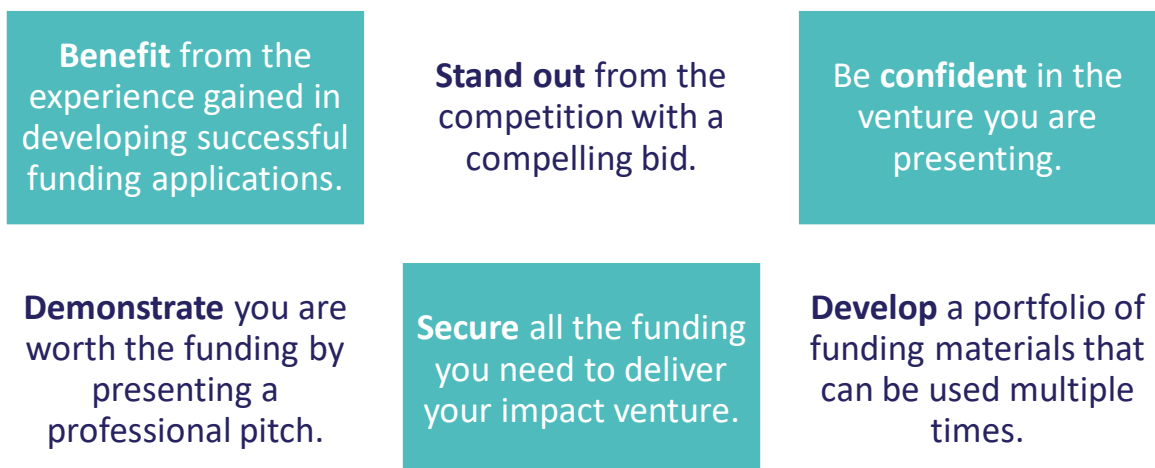 Benefit from the
experience gained in
developing successful
funding applications.
Stand out from the
competition with a
compelling bid.
Be confident in the
venture you are
presenting.
Demonstrate you are
worth the funding by
presenting a
professional pitch.
Secure all the funding
you need to deliver
your impact venture.
Develop a portfolio of
funding materials that
can be used multiple
times.